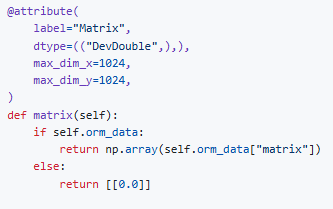 @attribute(
    label="Matrix",
    dtype=(("DevDouble",),),
    max_dim_x=1024,
    max_dim_y=1024,
)
def matrix(self):
    if self.orm_data:
        return np.array(self.orm_data["matrix"])
    else:
        return [[0.0]]